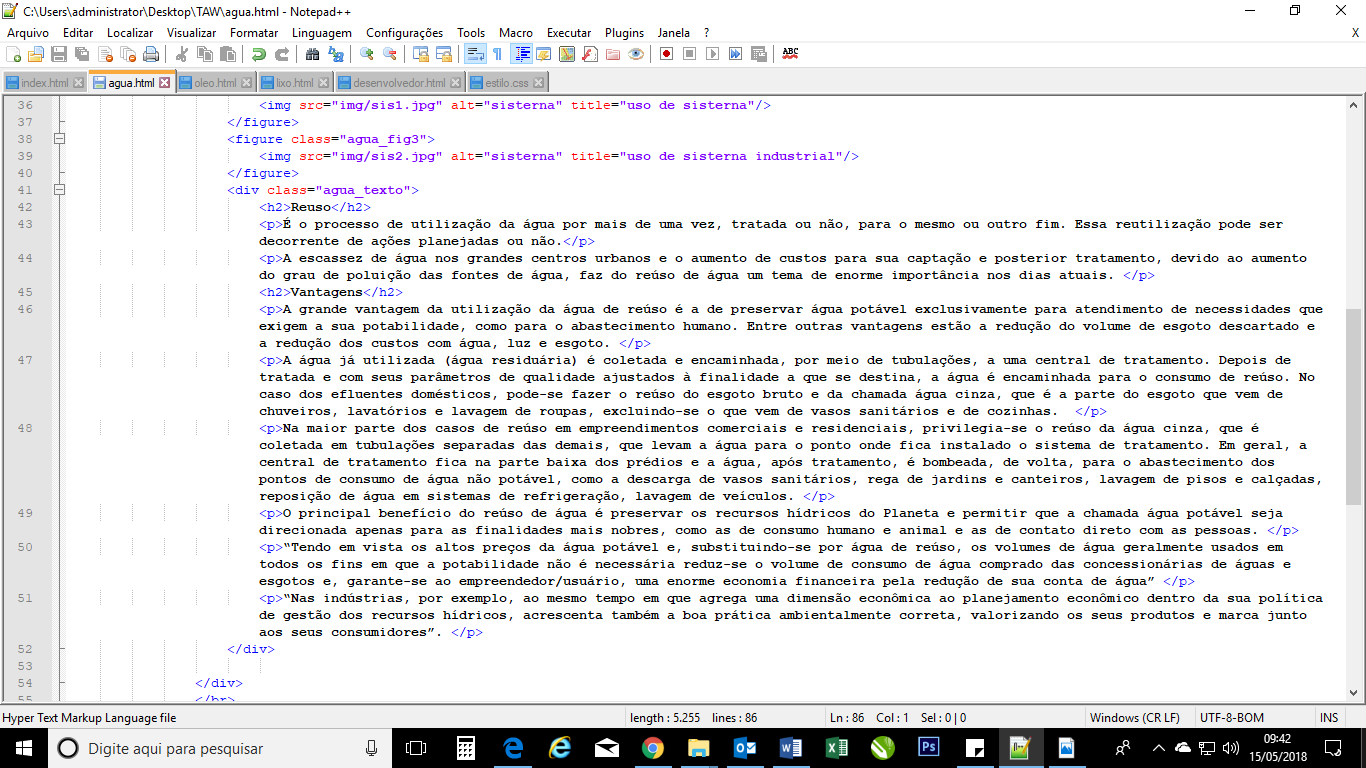 C:\Users\administrator\Desktop\TAW\agua.html - Notepad++
Arquivo Editar Localizar Visualizar Formatar Linguagem Configurações Tools Macro Executar Plugins Janela ? X
ABC
index.html agua.html oleo.html lixo.html desenvolvedor.html estilo.css
36 <img src="img/sis1.jpg" alt="sisterna" title="uso de sisterna"/>
37 </figure>
38 <figure class="agua_fig3">
39 <img src="img/sis2.jpg" alt="sisterna" title="uso de sisterna industrial"/>
40 </figure>
41 <div class="agua_texto">
42 <h2>Reuso</h2>
43 <p>É o processo de utilização da água por mais de uma vez, tratada ou não, para o mesmo ou outro fim. Essa reutilização pode ser
decorrente de ações planejadas ou não.</p>
44 <p>A escassez de água nos grandes centros urbanos e o aumento de custos para sua captação e posterior tratamento, devido ao aumento
do grau de poluição das fontes de água, faz do reúso de água um tema de enorme importância nos dias atuais. </p>
45 <h2>Vantagens</h2>
46 <p>A grande vantagem da utilização da água de reúso é a de preservar água potável exclusivamente para atendimento de necessidades que
exigem a sua potabilidade, como para o abastecimento humano. Entre outras vantagens estão a redução do volume de esgoto descartado e
a redução dos custos com água, luz e esgoto. </p>
47 <p>A água já utilizada (água residuária) é coletada e encaminhada, por meio de tubulações, a uma central de tratamento. Depois de
tratada e com seus parâmetros de qualidade ajustados à finalidade a que se destina, a água é encaminhada para o consumo de reúso. No
caso dos efluentes domésticos, pode-se fazer o reúso do esgoto bruto e da chamada água cinza, que é a parte do esgoto que vem de
chuveiros, lavatórios e lavagem de roupas, excluindo-se o que vem de vasos sanitários e de cozinhas.  </p>
48 <p>Na maior parte dos casos de reúso em empreendimentos comerciais e residenciais, privilegia-se o reúso da água cinza, que é
coletada em tubulações separadas das demais, que levam a água para o ponto onde fica instalado o sistema de tratamento. Em geral, a
central de tratamento fica na parte baixa dos prédios e a água, após tratamento, é bombeada, de volta, para o abastecimento dos
pontos de consumo de água não potável, como a descarga de vasos sanitários, rega de jardins e canteiros, lavagem de pisos e calçadas,
reposição de água em sistemas de refrigeração, lavagem de veículos. </p>
49 <p>O principal benefício do reúso de água é preservar os recursos hídricos do Planeta e permitir que a chamada água potável seja
direcionada apenas para as finalidades mais nobres, como as de consumo humano e animal e as de contato direto com as pessoas. </p>
50 <p>“Tendo em vista os altos preços da água potável e, substituindo-se por água de reúso, os volumes de água geralmente usados em
todos os fins em que a potabilidade não é necessária reduz-se o volume de consumo de água comprado das concessionárias de águas e
esgotos e, garante-se ao empreendedor/usuário, uma enorme economia financeira pela redução de sua conta de água” </p>
51 <p>“Nas indústrias, por exemplo, ao mesmo tempo em que agrega uma dimensão econômica ao planejamento econômico dentro da sua política
de gestão dos recursos hídricos, acrescenta também a boa prática ambientalmente correta, valorizando os seus produtos e marca junto
aos seus consumidores”. </p>
52 </div>
53
54 </div>
55 </br>
Hyper Text Markup Language file length : 5.255 lines : 86 Ln : 86 Col : 1 Sel : 0 | 0 Windows (CR LF) UTF-8-BOM INS
Digite aqui para pesquisar 09:42
15/05/2018